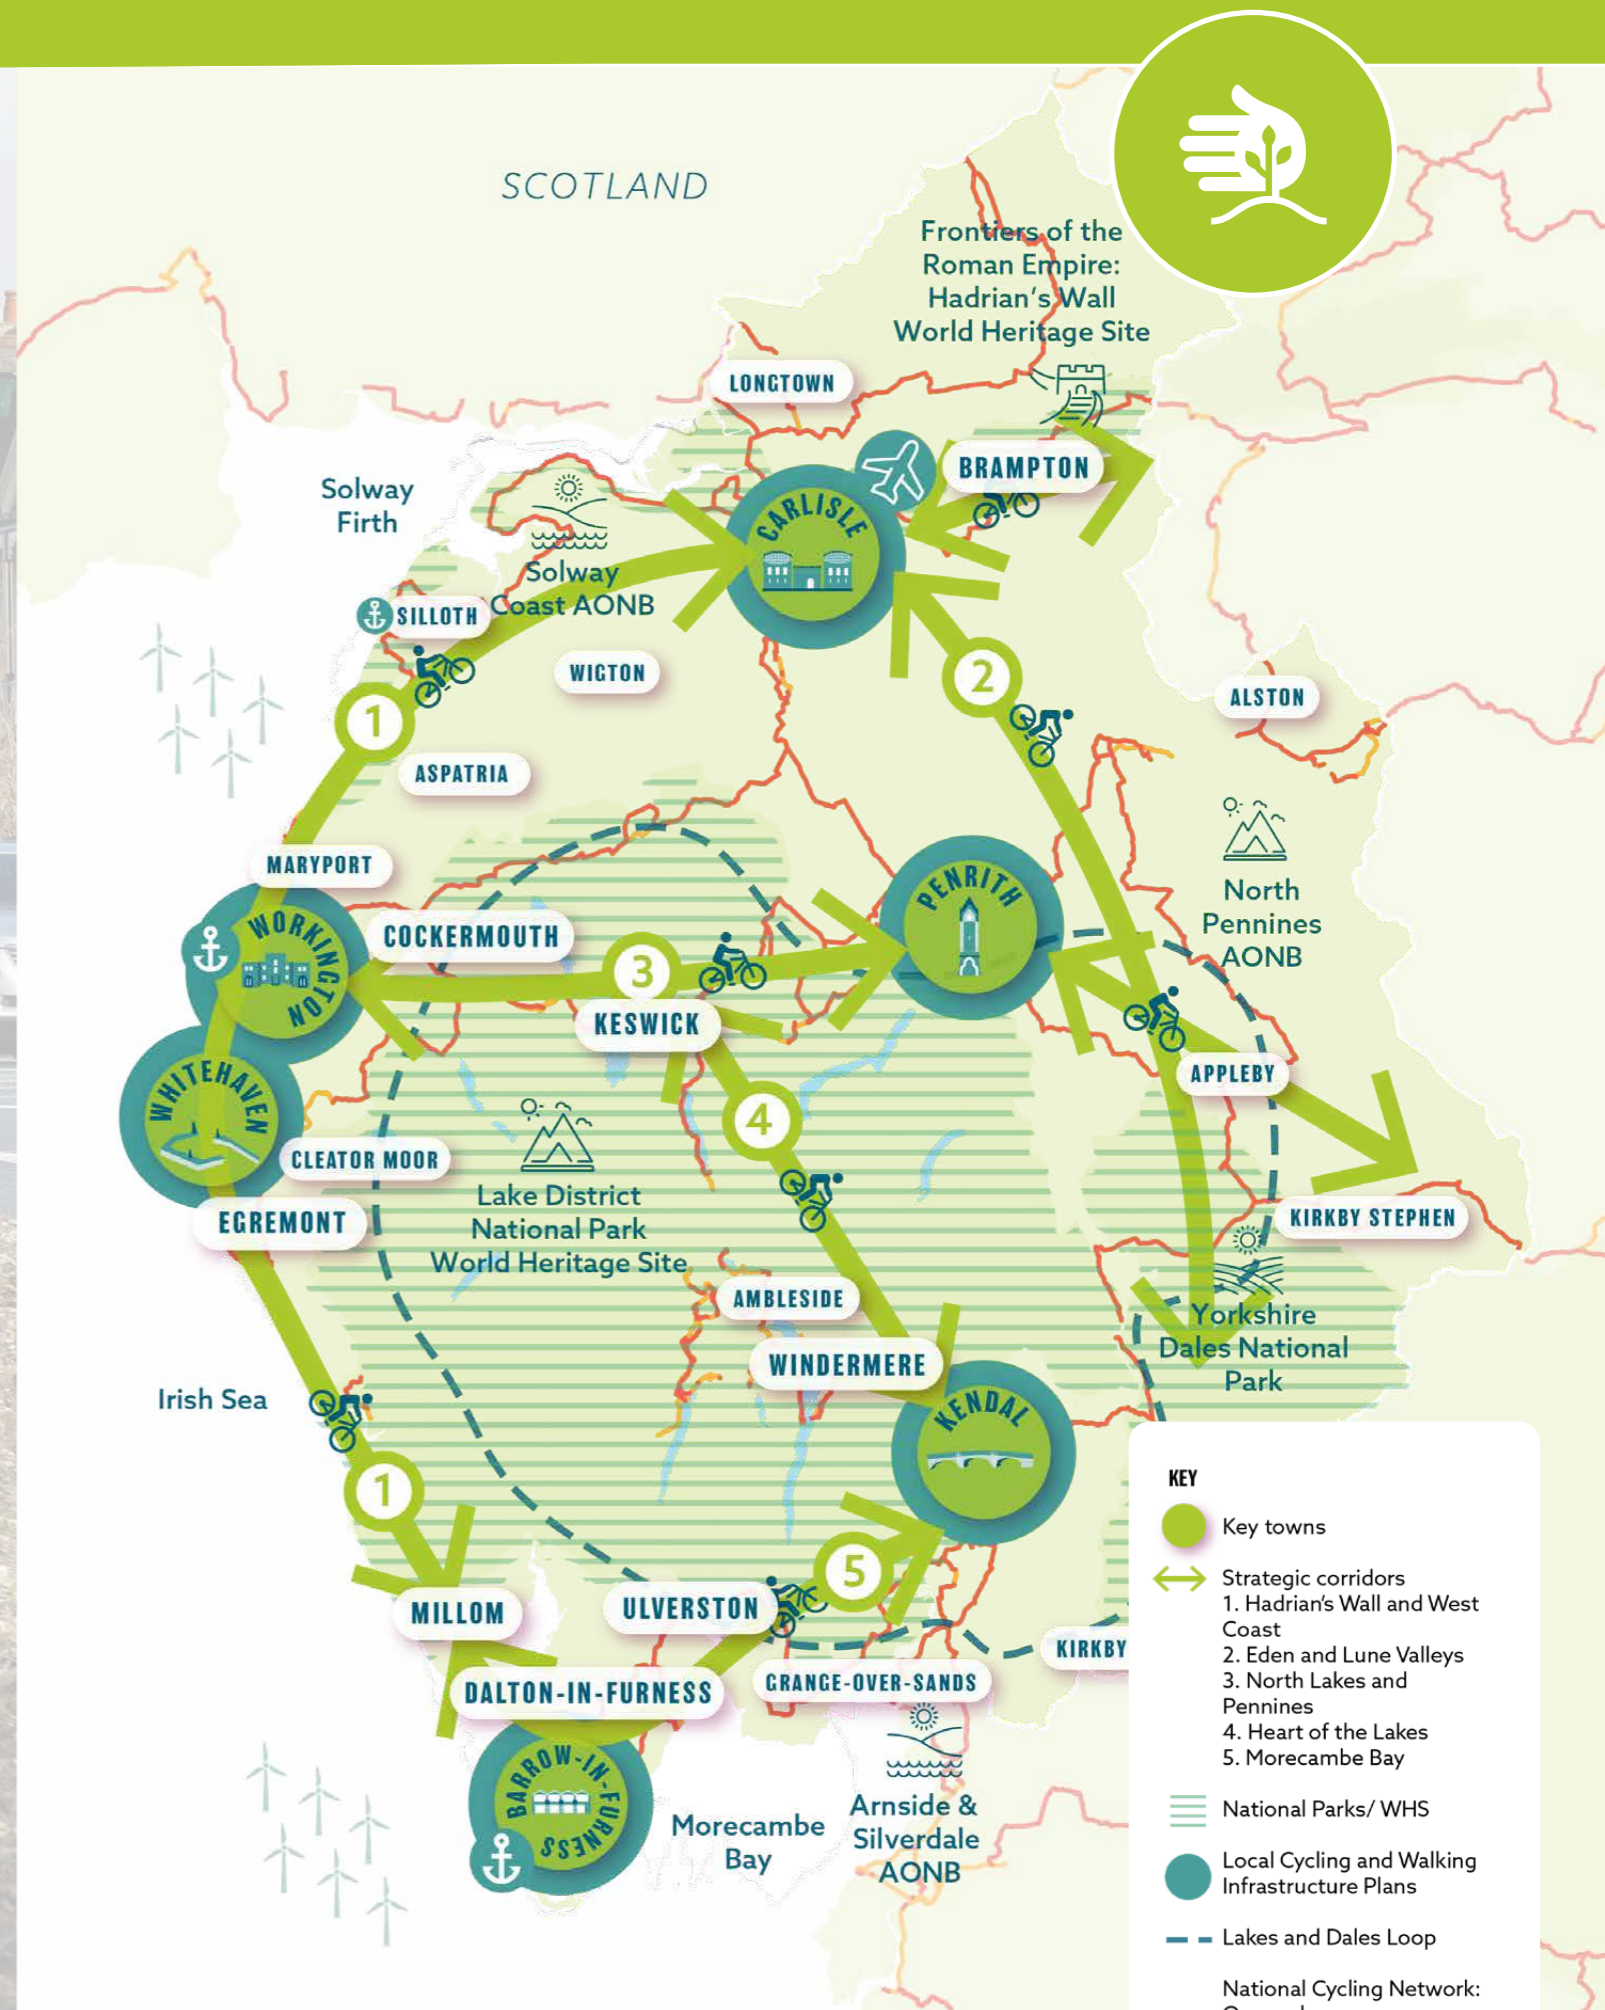 SCOTLAND
Frontiers of the
Roman Empire:
Hadrian's Wall
World Heritage Site
LONGTOWN
BRAMPTON
Solway
Firth
CARLISLE
Solway
Coast AONB
SILLOTH
WIGTON
2
ALSTON
1
ASPATRIA
MARYPORT
PENRITH
North
Pennines
AONB
WORKINGTON
COCKERMOUTH
3
KESWICK
WHITEHAVEN
APPLEBY
4
CLEATOR MOOR
Lake District
National Park
World Heritage Site
EGREMONT
KIRKBY STEPHEN
AMBLESIDE
WINDERMERE
Yorkshire
Dales National
Park
Irish Sea
KENDAL
1
5
MILLOM
ULVERSTON
KIRKBY
DALTON-IN-FURNESS
GRANGE-OVER-SANDS
BARROW-IN-FURNESS
Morecambe
Bay
Arnside &
Silverdale
AONB
KEY
Key towns
Strategic corridors
1. Hadrian's Wall and West
Coast
2. Eden and Lune Valleys
3. North Lakes and
Pennines
4. Heart of the Lakes
5. Morecambe Bay
National Parks/ WHS
Local Cycling and Walking
Infrastructure Plans
Lakes and Dales Loop
National Cycling Network: